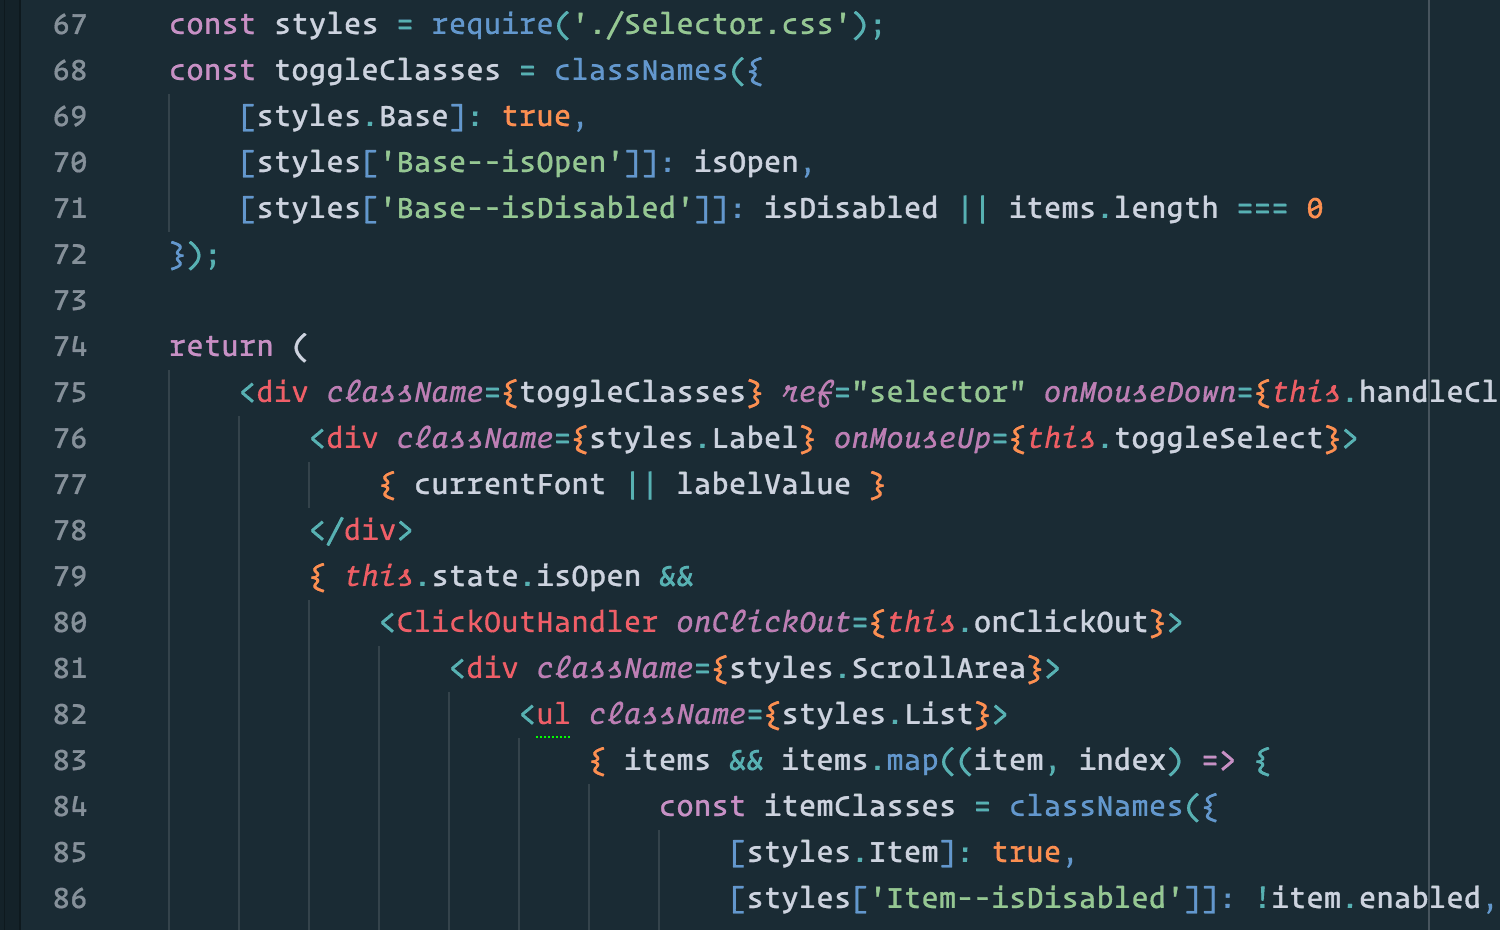 67 const styles = require('./Selector.css');
68 const toggleClasses = classNames({
69 [styles.Base]: true,
70 [styles['Base--isOpen']]: isOpen,
71 [styles['Base--isDisabled']]: isDisabled || items.length === 0
72 });
73
74 return (
75 <div className={toggleClasses} ref="selector" onMouseDown={this.handleCl
76 <div className={styles.Label} onMouseUp={this.toggleSelect}>
77 { currentFont || labelValue }
78 </div>
79 { this.state.isOpen &&
80 <ClickOutHandler onClickOut={this.onClickOut}>
81 <div className={styles.ScrollArea}>
82 <ul className={styles.List}>
83 { items && items.map((item, index) => {
84 const itemClasses = classNames({
85 [styles.Item]: true,
86 [styles['Item--isDisabled']]: !item.enabled,